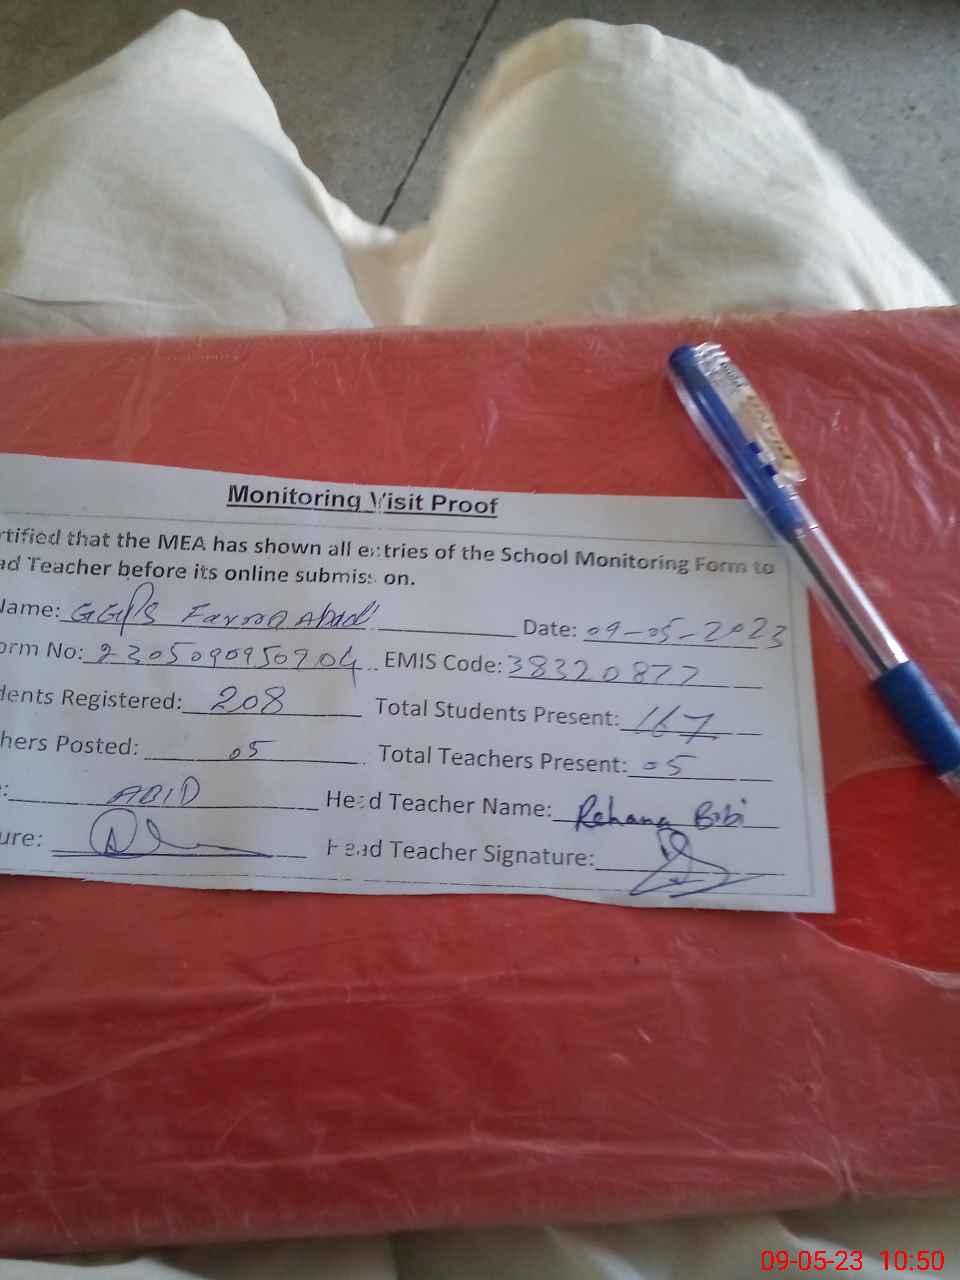 Monitoring Visit Proof
rtified that the MEA has shown all entries of the School Monitoring Form to
ad Teacher before its online submission.
Name: GGPS Farooq Abad Date: 09-05-2023
orm No: 230509095904 EMIS Code: 38320877
dents Registered: 208 Total Students Present: 167
hers Posted: 05 Total Teachers Present: 05
: ABID Head Teacher Name: Rehana Bibi
ure: Head Teacher Signature:
PIANO
09-05-23 10:50